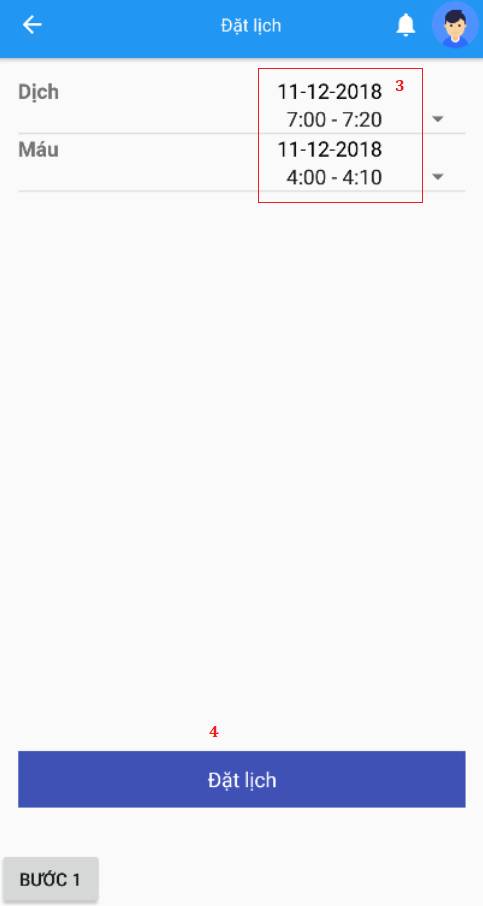 Đặt lịch
Dịch
11-12-2018
3
7:00 - 7:20
Máu
11-12-2018
4:00 - 4:10
4
Đặt lịch
BƯỚC 1